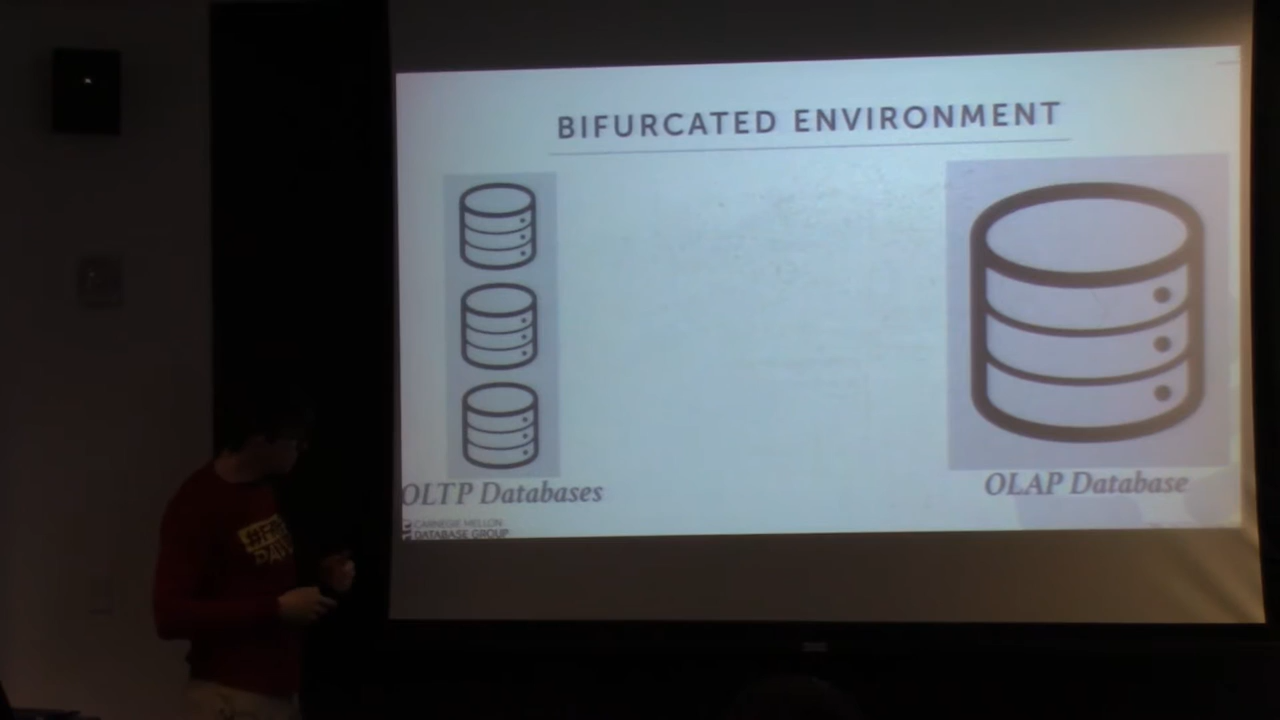 BIFURCATED ENVIRONMENT
OLTP Databases
OLAP Database
CARNEGIE MELLON
DATABASE GROUP